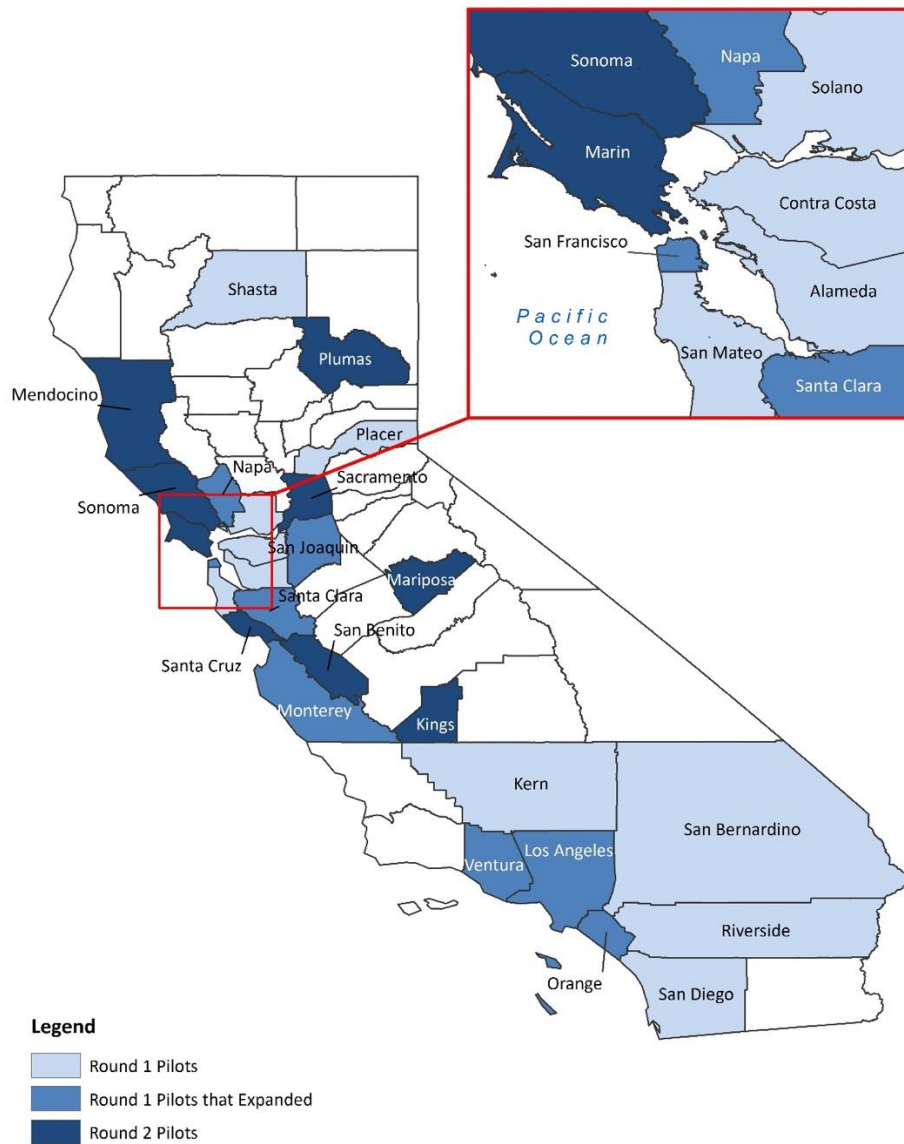 Sonoma
Napa
Solano
Marin
Contra Costa
San Francisco
Alameda
Pacific
Ocean
San Mateo
Santa Clara
Shasta
Plumas
Mendocino
Placer
Napa
Sacramento
Sonoma
San Joaquin
Mariposa
Santa Clara
San Benito
Santa Cruz
Monterey
Kings
Kern
San Bernardino
Los Angeles
Ventura
Riverside
Orange
San Diego
Legend
Round 1 Pilots
Round 1 Pilots that Expanded
Round 2 Pilots